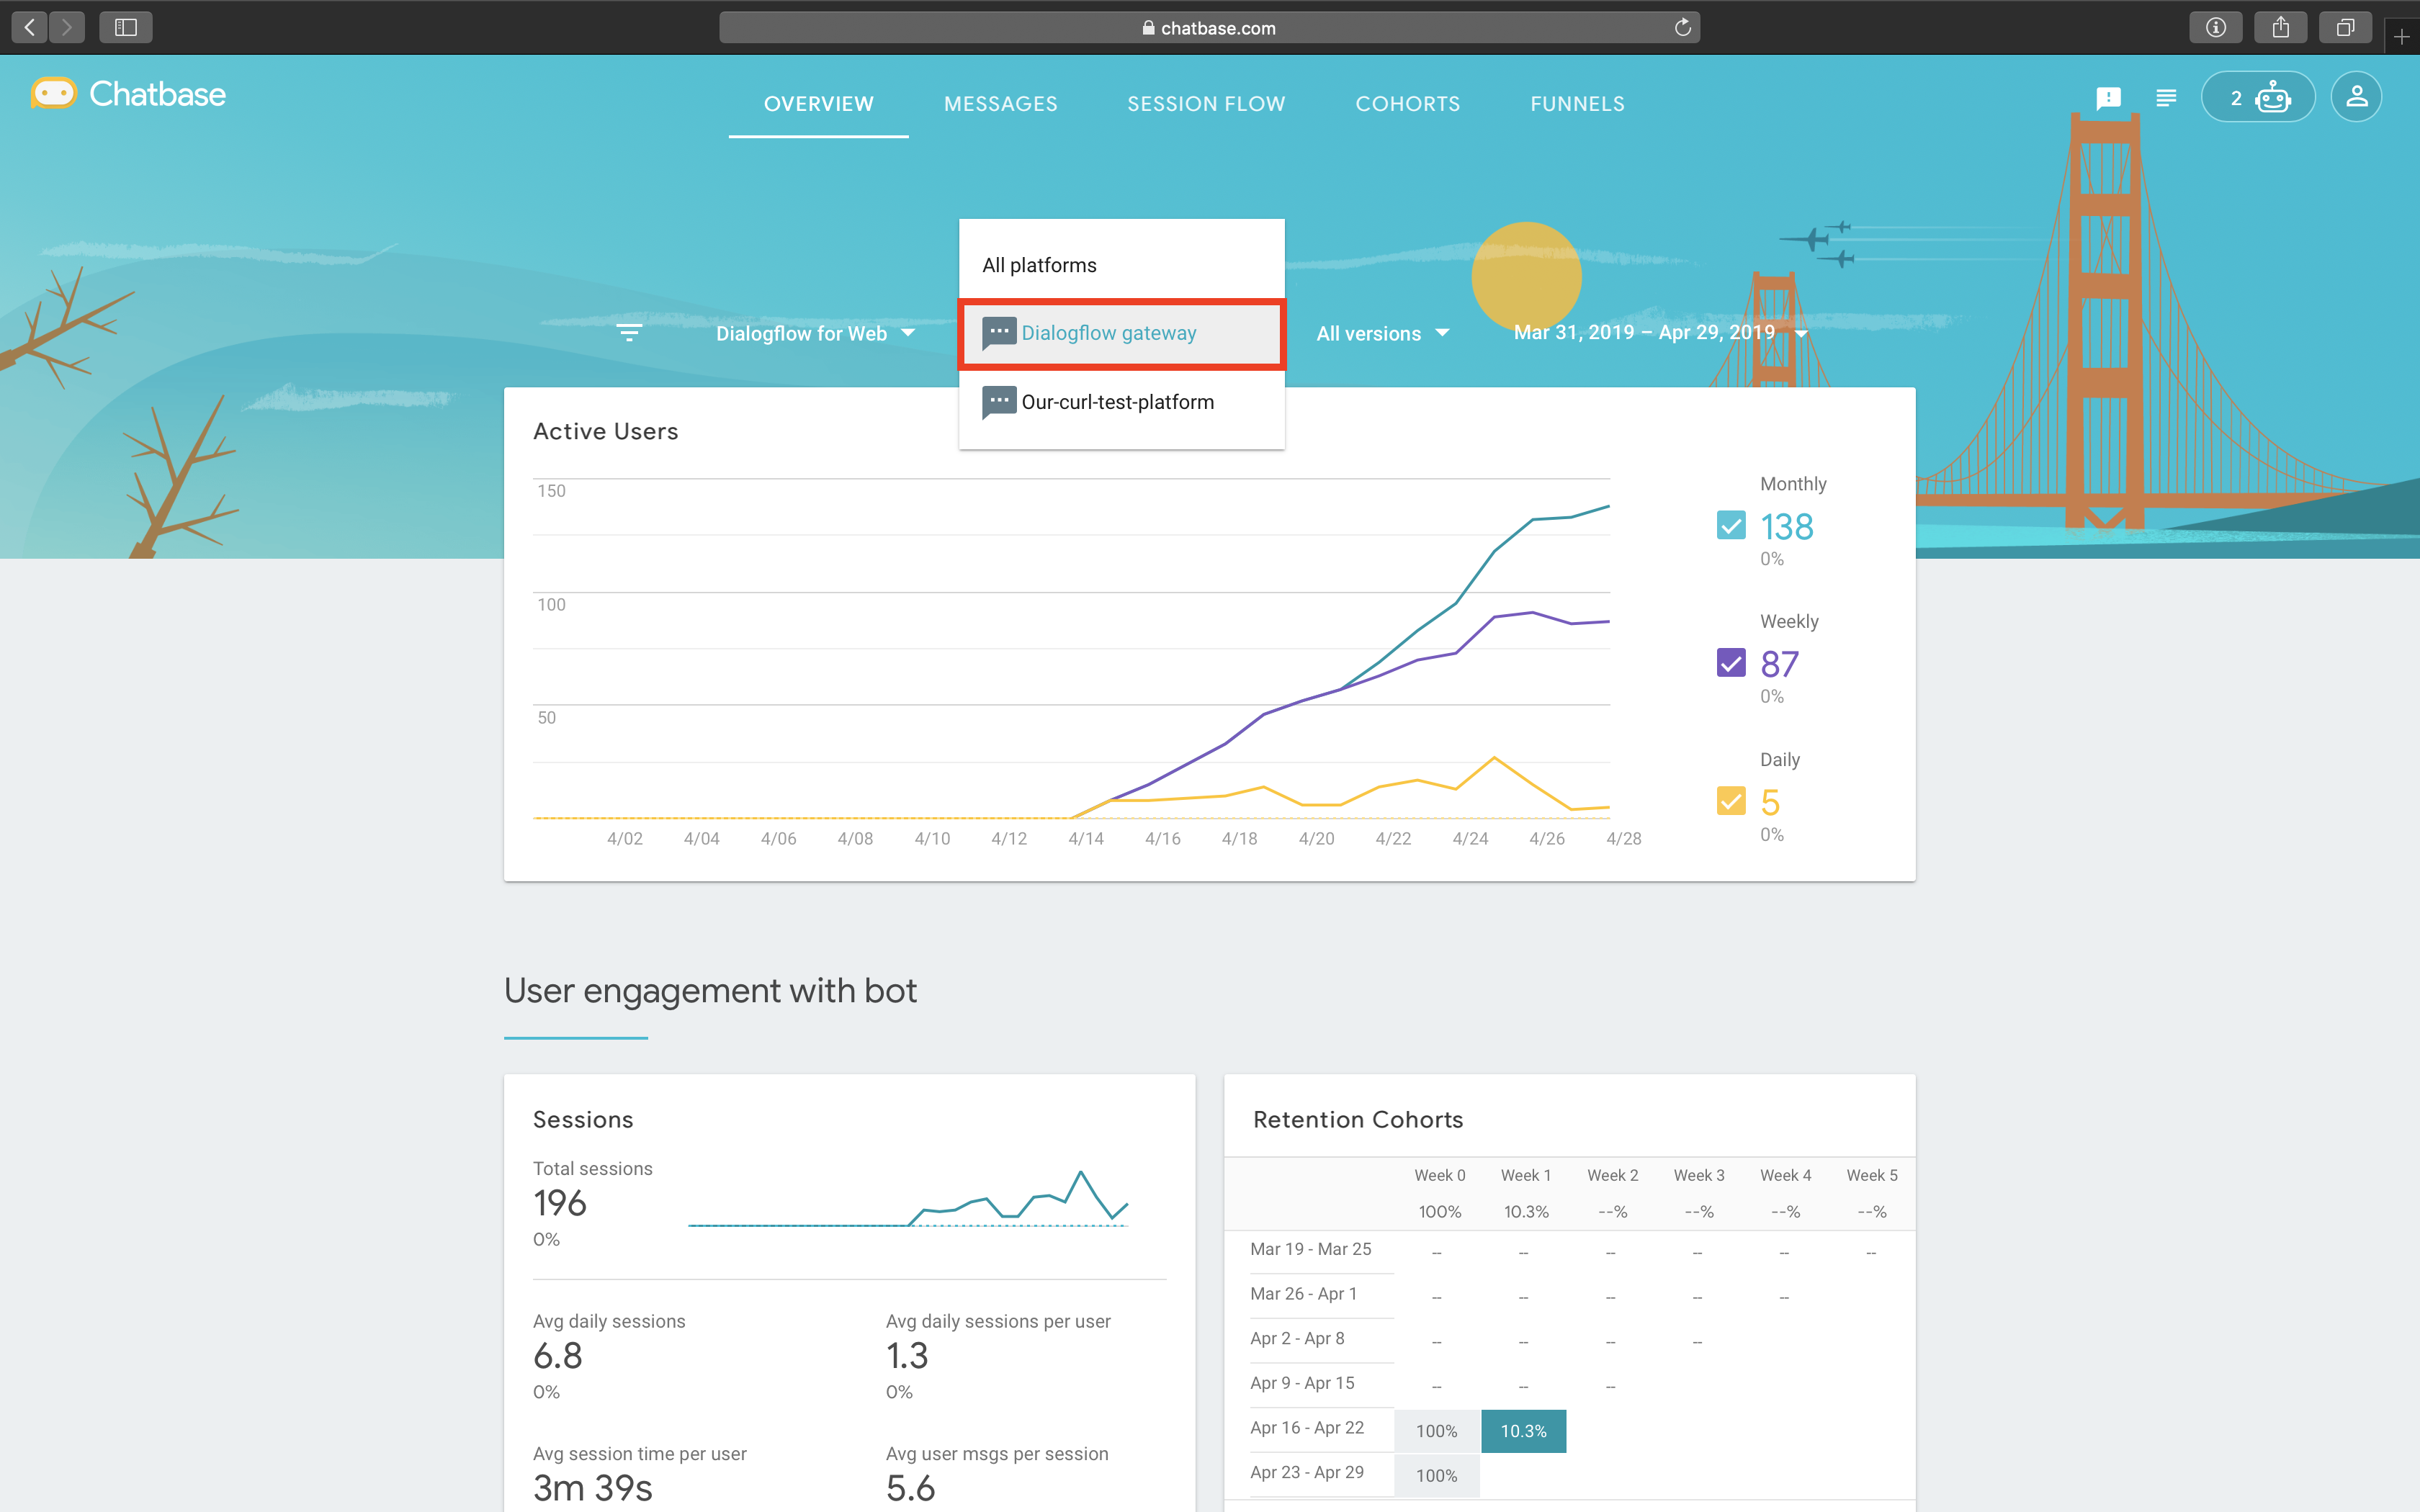 chatbase.com
Chatbase
OVERVIEW MESSAGES SESSION FLOW COHORTS FUNNELS
2
All platforms
Dialogflow for Web
Dialogflow gateway
All versions
Mar 31, 2019 – Apr 29, 2019
Our-curl-test-platform
Active Users
150
100
50
4/02 4/04 4/06 4/08 4/10 4/12 4/14 4/16 4/18 4/20 4/22 4/24 4/26 4/28
Monthly
138
0%
Weekly
87
0%
Daily
5
0%
User engagement with bot
Sessions
Total sessions
196
0%
Avg daily sessions
6.8
0%
Avg daily sessions per user
1.3
0%
Avg session time per user
3m 39s
Avg user msgs per session
5.6
Retention Cohorts
Week 0 Week 1 Week 2 Week 3 Week 4 Week 5
100% 10.3% --% --% --% --%
Mar 19 - Mar 25 -- -- -- -- -- --
Mar 26 - Apr 1 -- -- -- -- --
Apr 2 - Apr 8 -- -- -- --
Apr 9 - Apr 15 -- -- --
Apr 16 - Apr 22 100% 10.3%
Apr 23 - Apr 29 100%